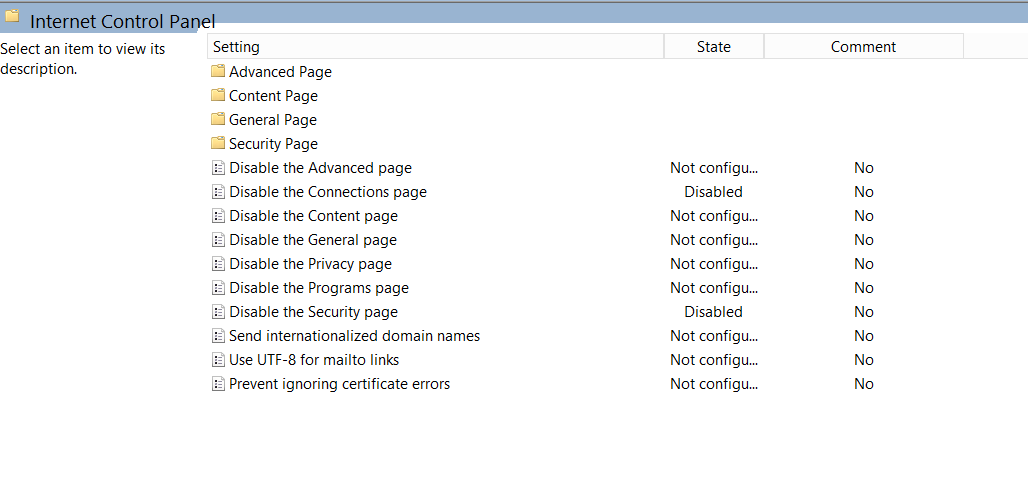 Internet Control Panel
Select an item to view its
description.
Setting State Comment
Advanced Page
Content Page
General Page
Security Page
Disable the Advanced page Not configu... No
Disable the Connections page Disabled No
Disable the Content page Not configu... No
Disable the General page Not configu... No
Disable the Privacy page Not configu... No
Disable the Programs page Not configu... No
Disable the Security page Disabled No
Send internationalized domain names Not configu... No
Use UTF-8 for mailto links Not configu... No
Prevent ignoring certificate errors Not configu... No